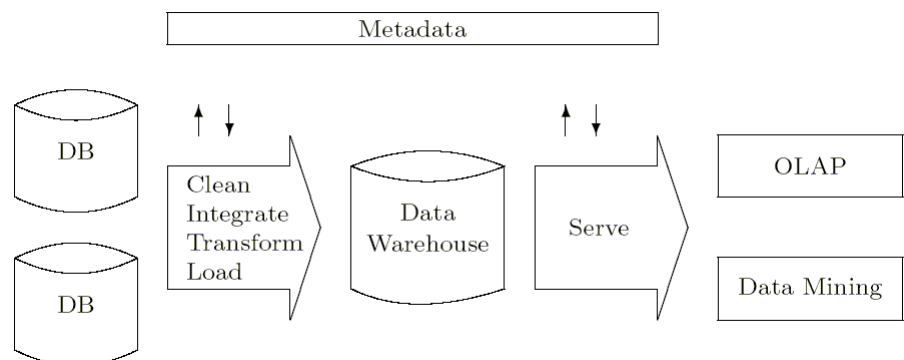 Metadata
DB
DB
Clean
Integrate
Transform
Load
Data
Warehouse
Serve
OLAP
Data Mining